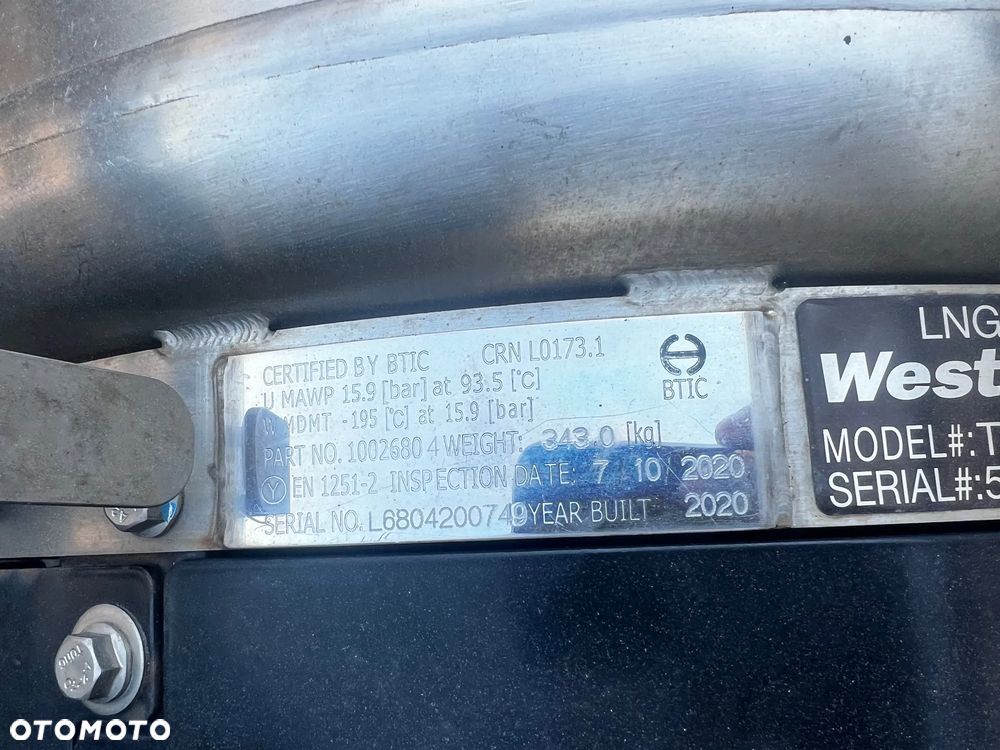 CERTIFIED BY BTIC CRN L0173.1
U MAWP 15.9 [bar] at 93.5 [°C]
W MDMT -195 [°C] at 15.9 [bar]
BTIC
PART NO. 1002680 4 WEIGHT: 343.0 [kg]
Y EN 1251-2 INSPECTION DATE: 7 10 2020
SERIAL NO. L6804200749 YEAR BUILT 2020
LNG
West
MODEL#: T
SERIAL#: 5
OTOMOTO